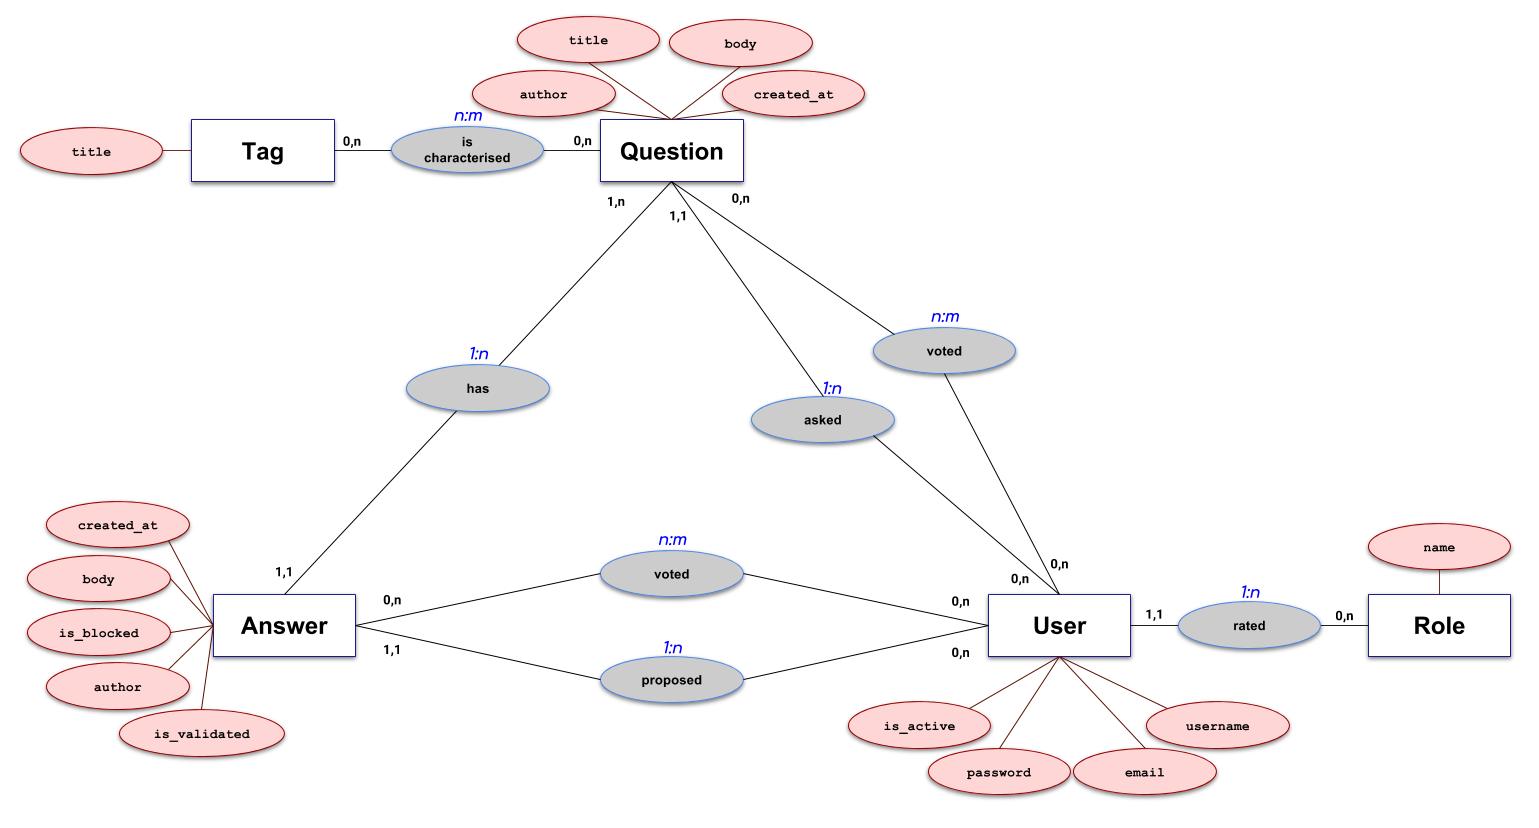 title
body
author
created_at
n:m
title
Tag
0,n
is
characterised
0,n
Question
1,n
1,1
0,n
n:m
voted
1:n
has
1:n
asked
created_at
body
is_blocked
author
is_validated
1,1
Answer
0,n
1,1
n:m
voted
1:n
proposed
0,n
0,n
0,n
0,n
User
1,1
1:n
rated
0,n
name
Role
is_active
username
password
email